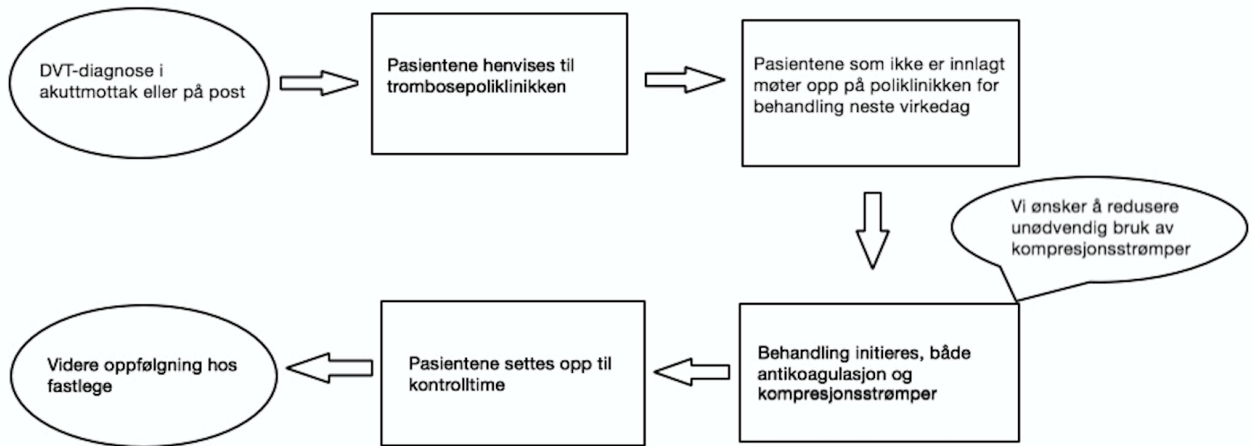 DVT-diagnose i
akuttmottak eller på post
Pasientene henvises til
trombosepoliklinikken
Pasientene som ikke er innlagt
møter opp på poliklinikken for
behandling neste virkedag
Vi ønsker å redusere
unødvendig bruk av
kompresjonsstrømper
Behandling initieres, både
antikoagulasjon og
kompresjonsstrømper
Pasientene settes opp til
kontrolltime
Videre oppfølgning hos
fastlege